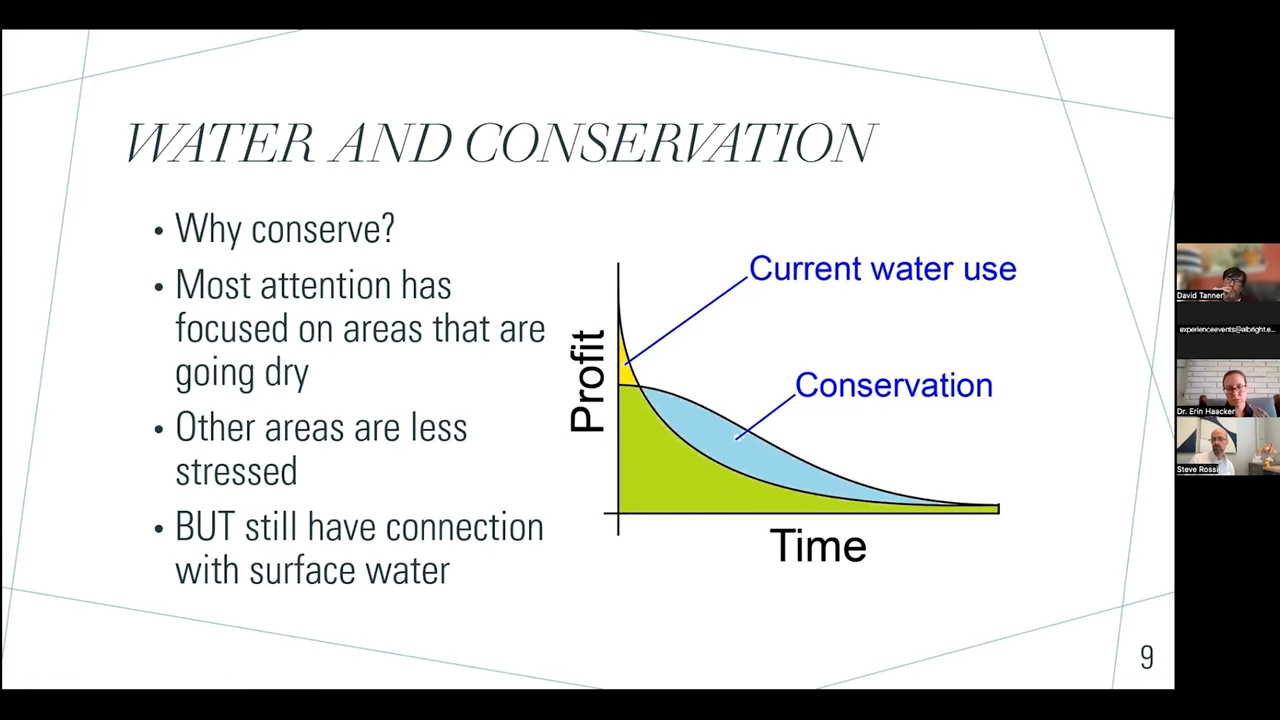 WATER AND CONSERVATION
• Why conserve?
• Most attention has
focused on areas that are
going dry
• Other areas are less
stressed
• BUT still have connection
with surface water
Current water use
Conservation
Profit
Time
9
David Tanner
experienceevents@albright.e...
Dr. Erin Haacker
Steve Rossi